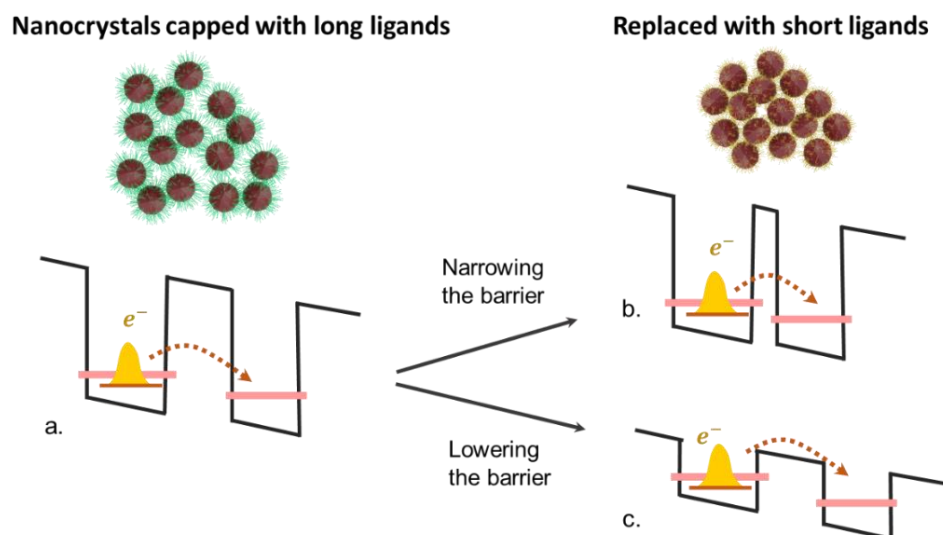 Nanocrystals capped with long ligands
Replaced with short ligands
e⁻
a.
Narrowing
the barrier
e⁻
b.
Lowering
the barrier
e⁻
c.